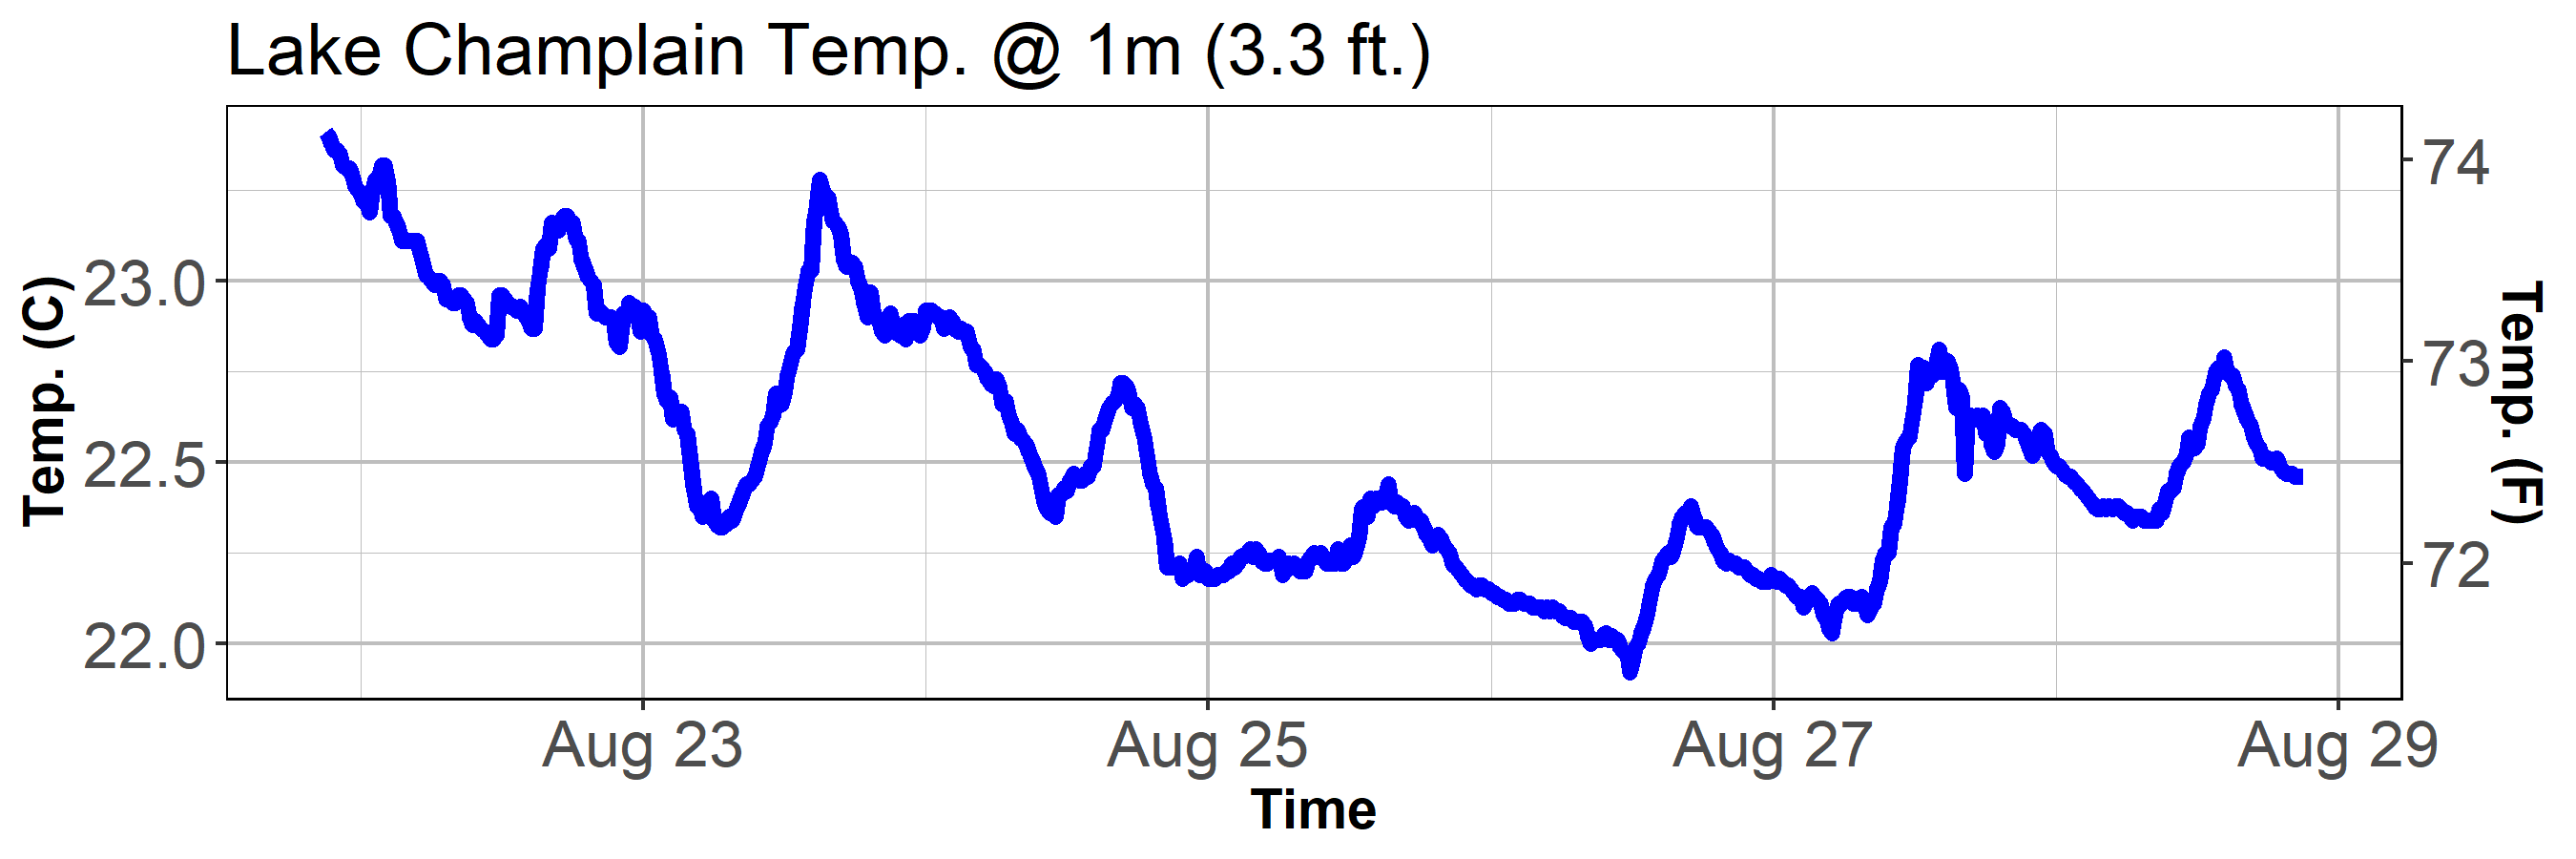 Lake Champlain Temp. @ 1m (3.3 ft.)
Temp. (C)
23.0
22.5
22.0
74
73
72
Temp. (F)
Aug 23
Aug 25
Aug 27
Aug 29
Time